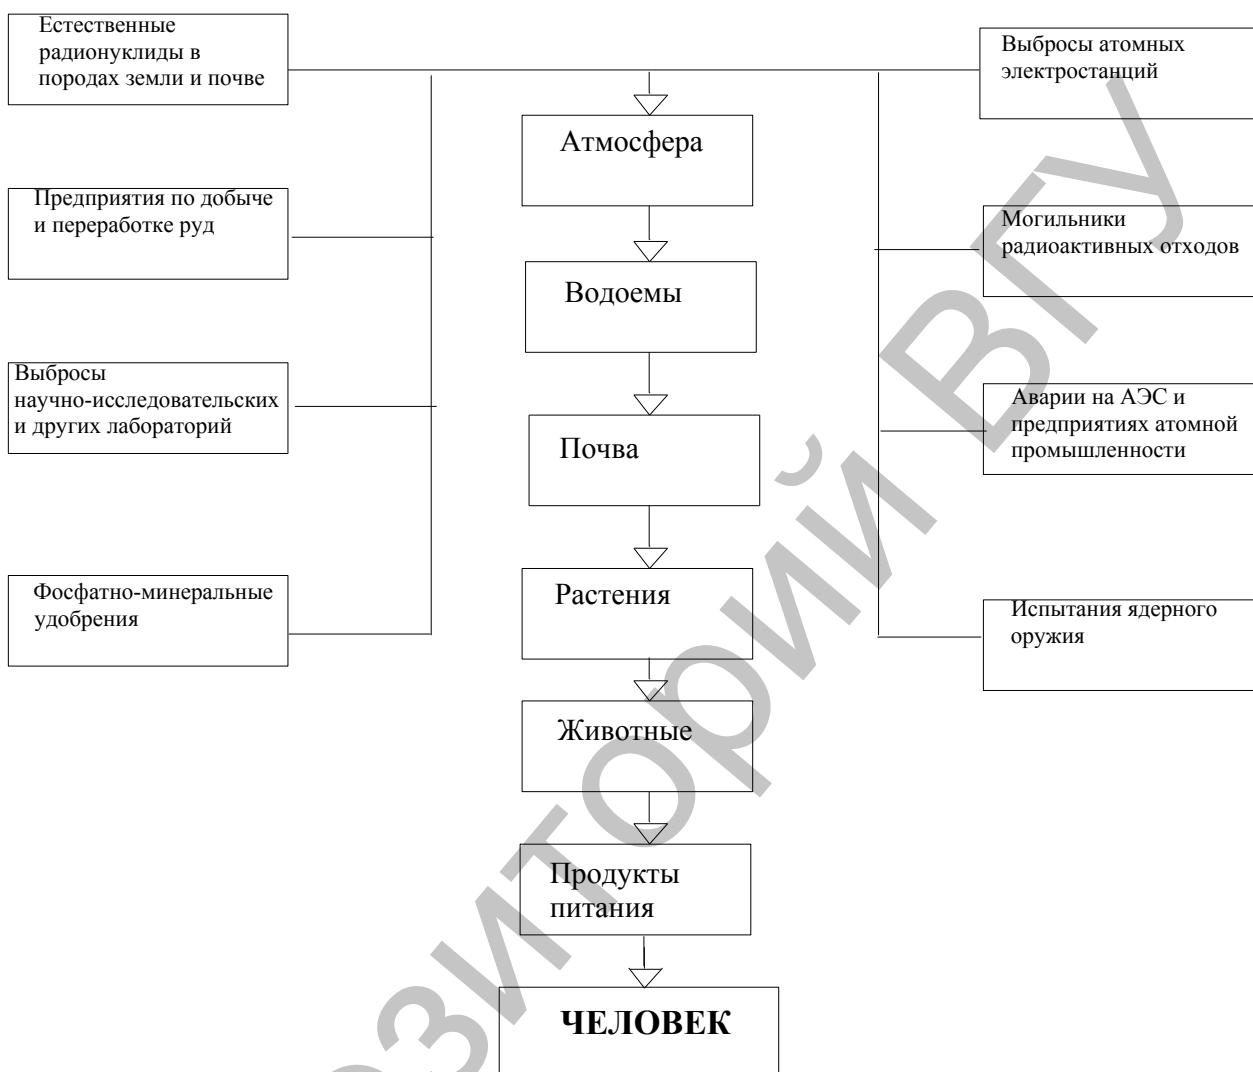 Естественные
радионуклиды в
породах земли и почве
Предприятия по добыче
и переработке руд
Выбросы
научно-исследовательских
и других лабораторий
Фосфатно-минеральные
удобрения
Атмосфера
Водоемы
Почва
Растения
Животные
Продукты
питания
ЧЕЛОВЕК
Выбросы атомных
электростанций
Могильники
радиоактивных отходов
Аварии на АЭС и
предприятиях атомной
промышленности
Испытания ядерного
оружия
ВГУ